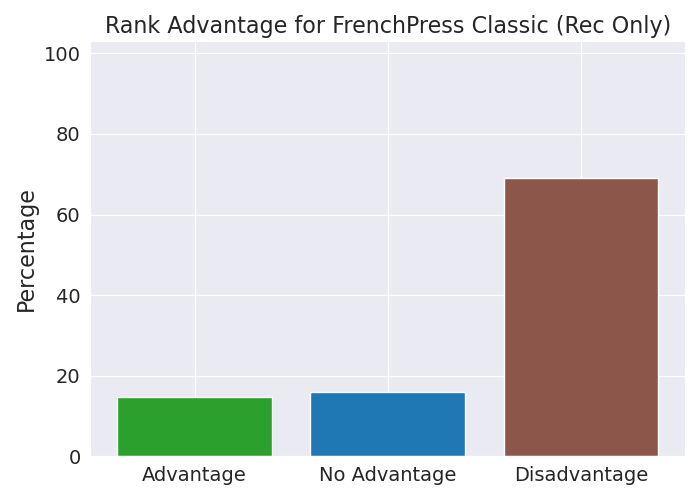 Rank Advantage for FrenchPress Classic (Rec Only)
100
80
60
40
20
0
Percentage
Advantage
No Advantage
Disadvantage